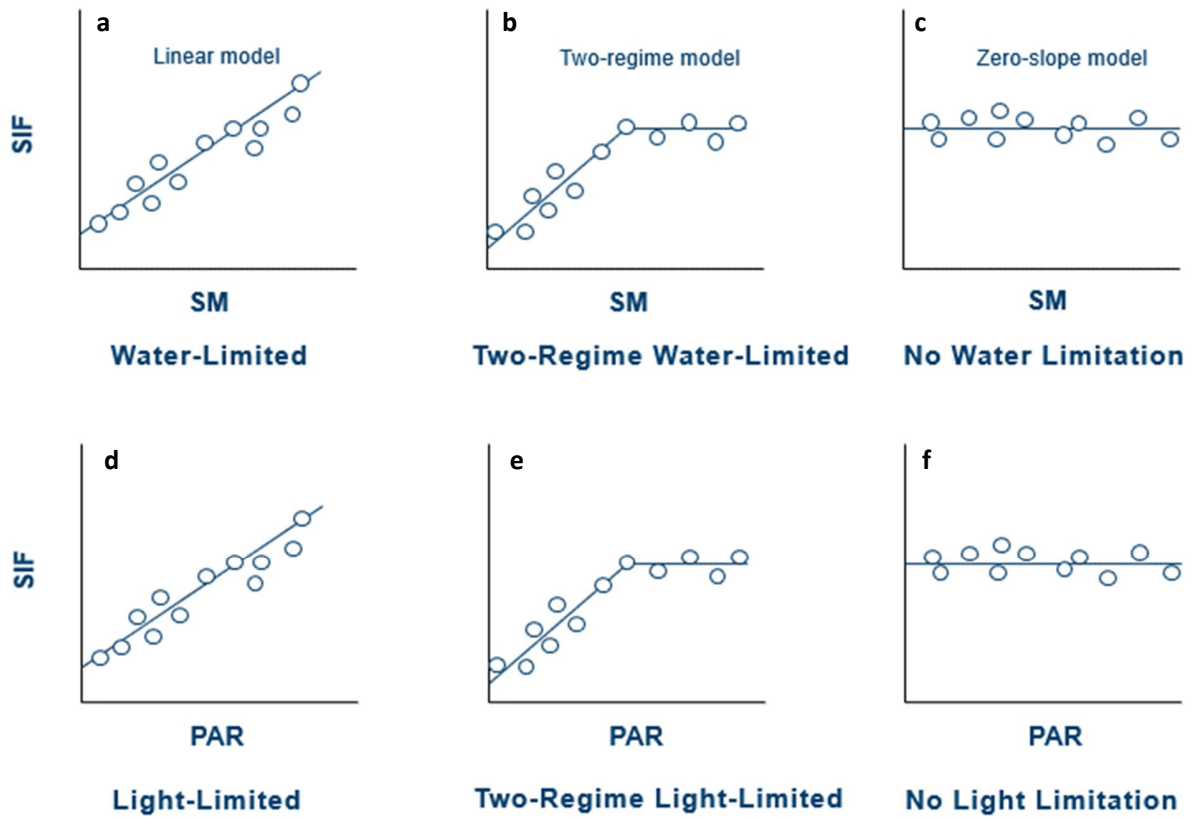 a
Linear model
SIF
SM
Water-Limited
b
Two-regime model
SM
Two-Regime Water-Limited
c
Zero-slope model
SM
No Water Limitation
d
SIF
PAR
Light-Limited
e
PAR
Two-Regime Light-Limited
f
PAR
No Light Limitation